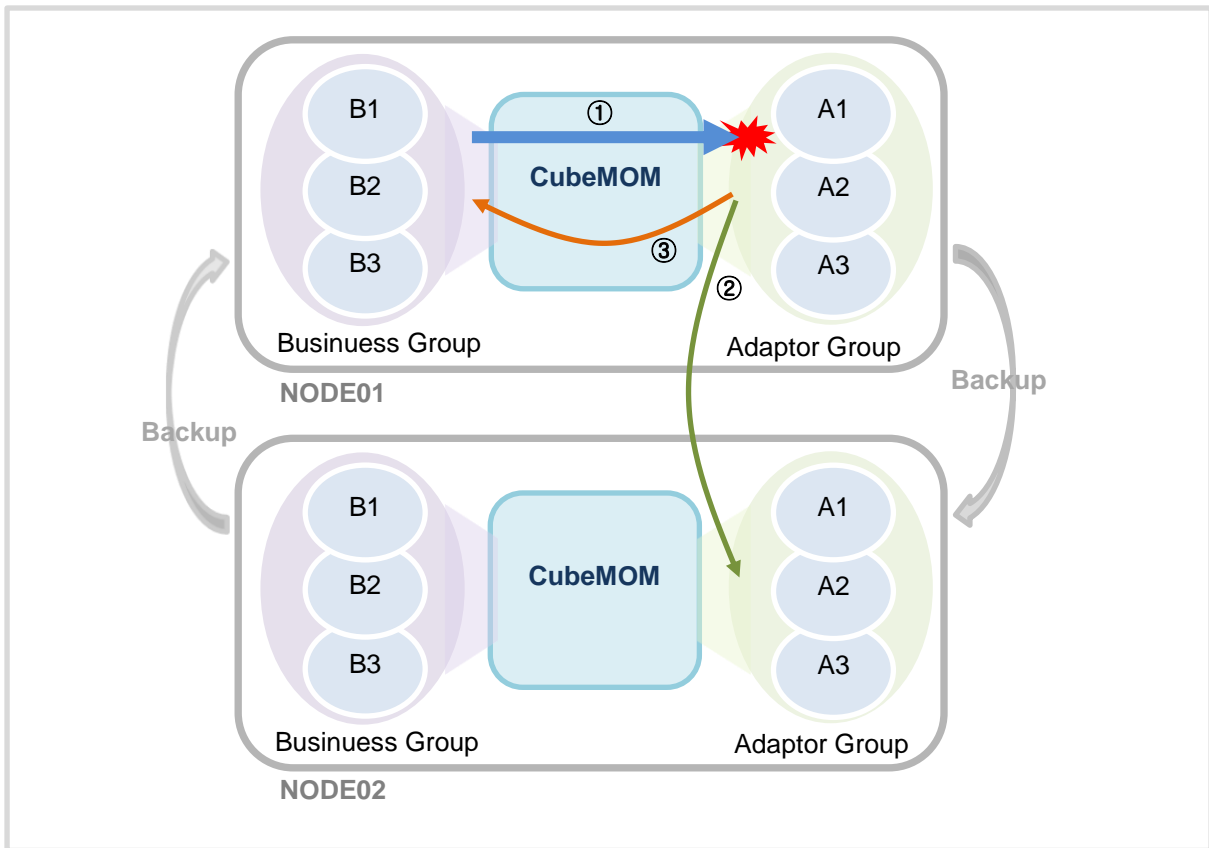 B1
①
A1
CubeMOM
B2
A2
③
B3
A3
②
Businuess Group
Adaptor Group
NODE01
Backup
Backup
B1
A1
CubeMOM
B2
A2
B3
A3
Businuess Group
Adaptor Group
NODE02